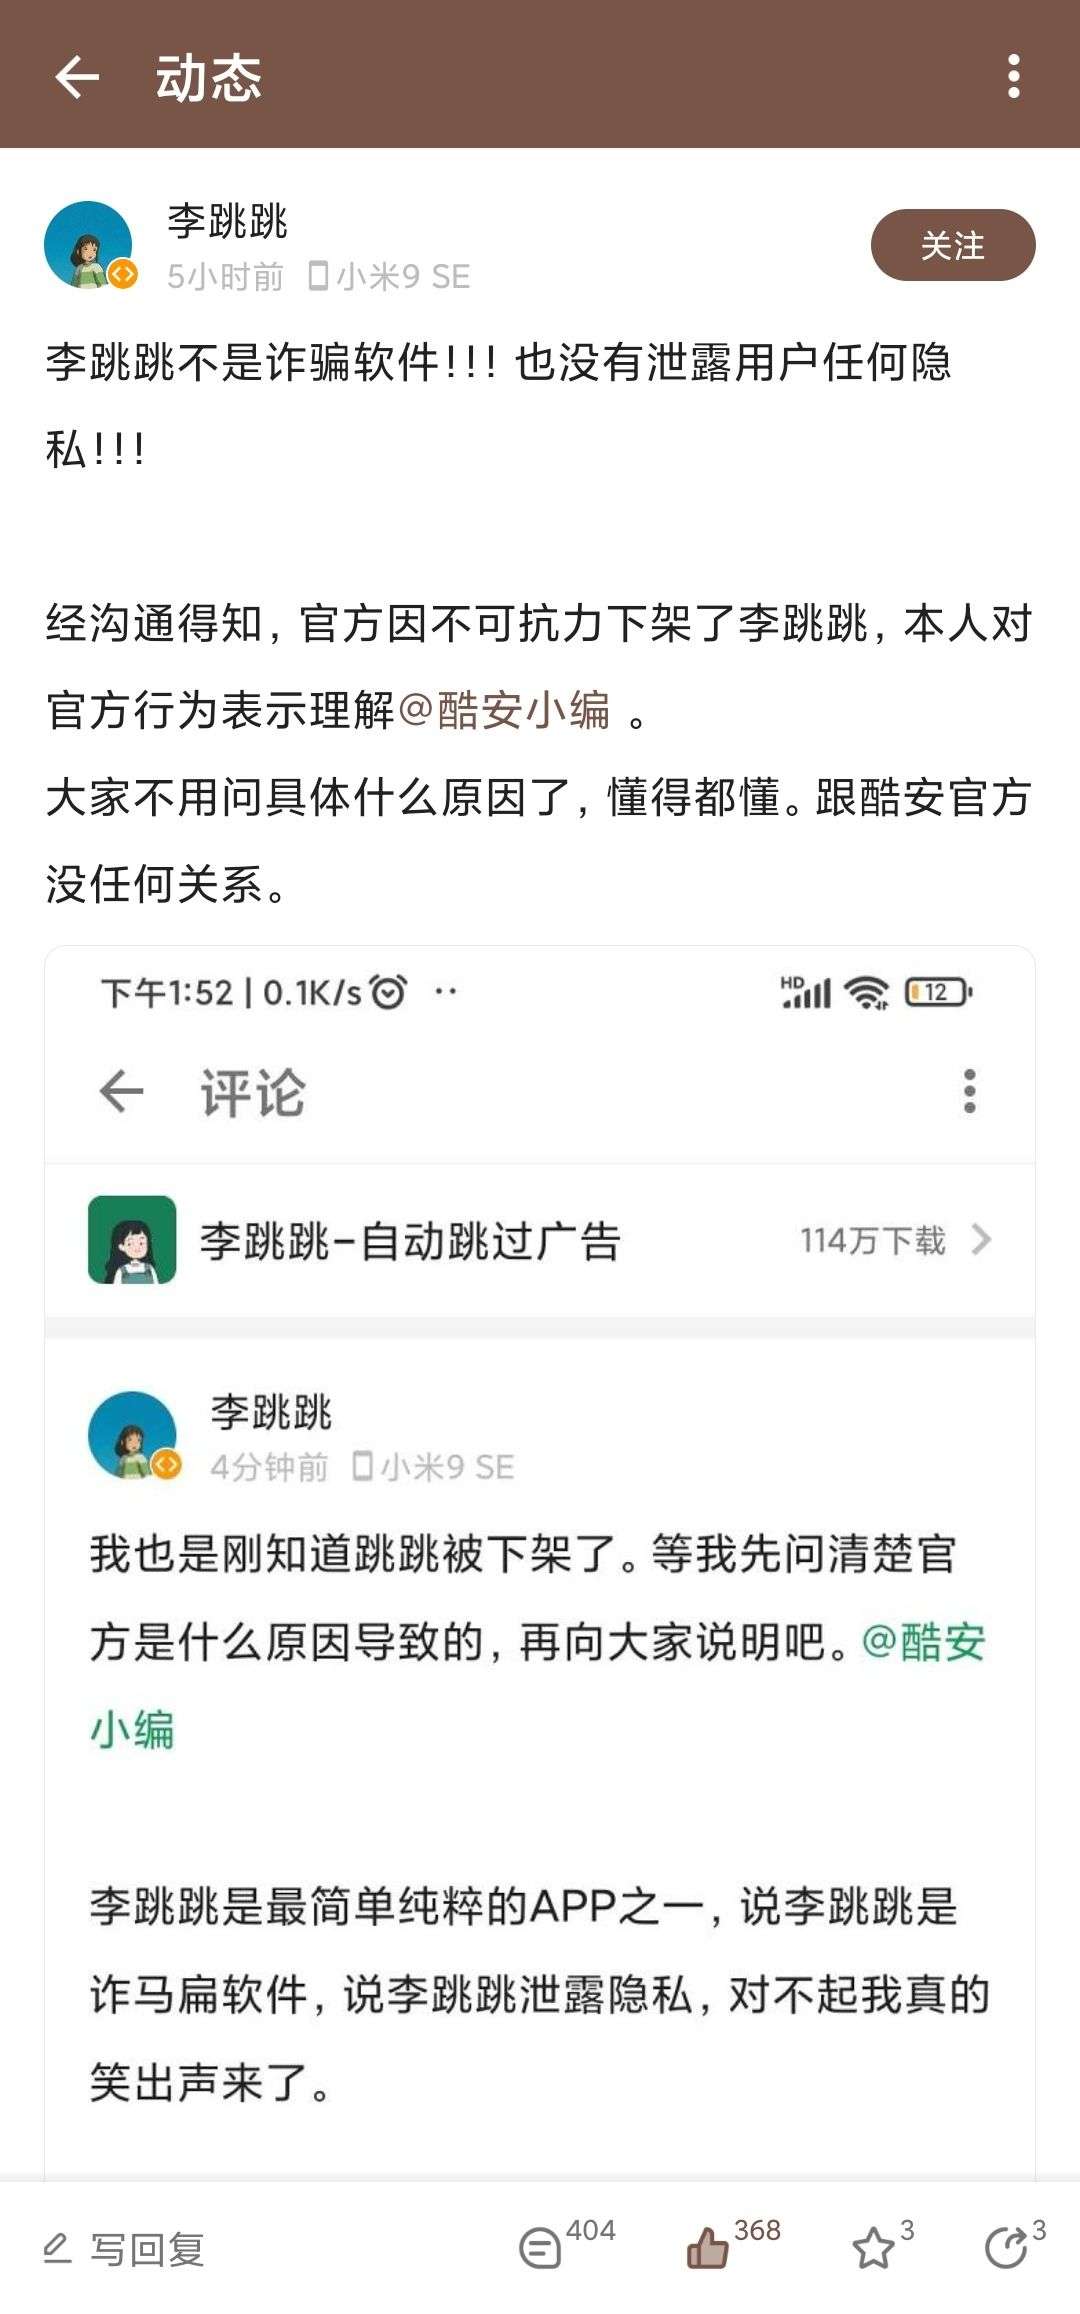 动态
李跳跳
5小时前 小米9 SE
关注
李跳跳不是诈骗软件!!! 也没有泄露用户任何隐
私!!!
经沟通得知, 官方因不可抗力下架了李跳跳, 本人对
官方行为表示理解@酷安小编 。
大家不用问具体什么原因了, 懂得都懂。跟酷安官方
没任何关系。
下午1:52 | 0.1K/s ··
HD 12
评论
李跳跳-自动跳过广告
114万下载
李跳跳
4分钟前 小米9 SE
我也是刚知道跳跳被下架了。等我先问清楚官
方是什么原因导致的, 再向大家说明吧。@酷安
小编
李跳跳是最简单纯粹的APP之一, 说李跳跳是
诈马扁软件, 说李跳跳泄露隐私, 对不起我真的
笑出声来了。
写回复
404
368
3
3